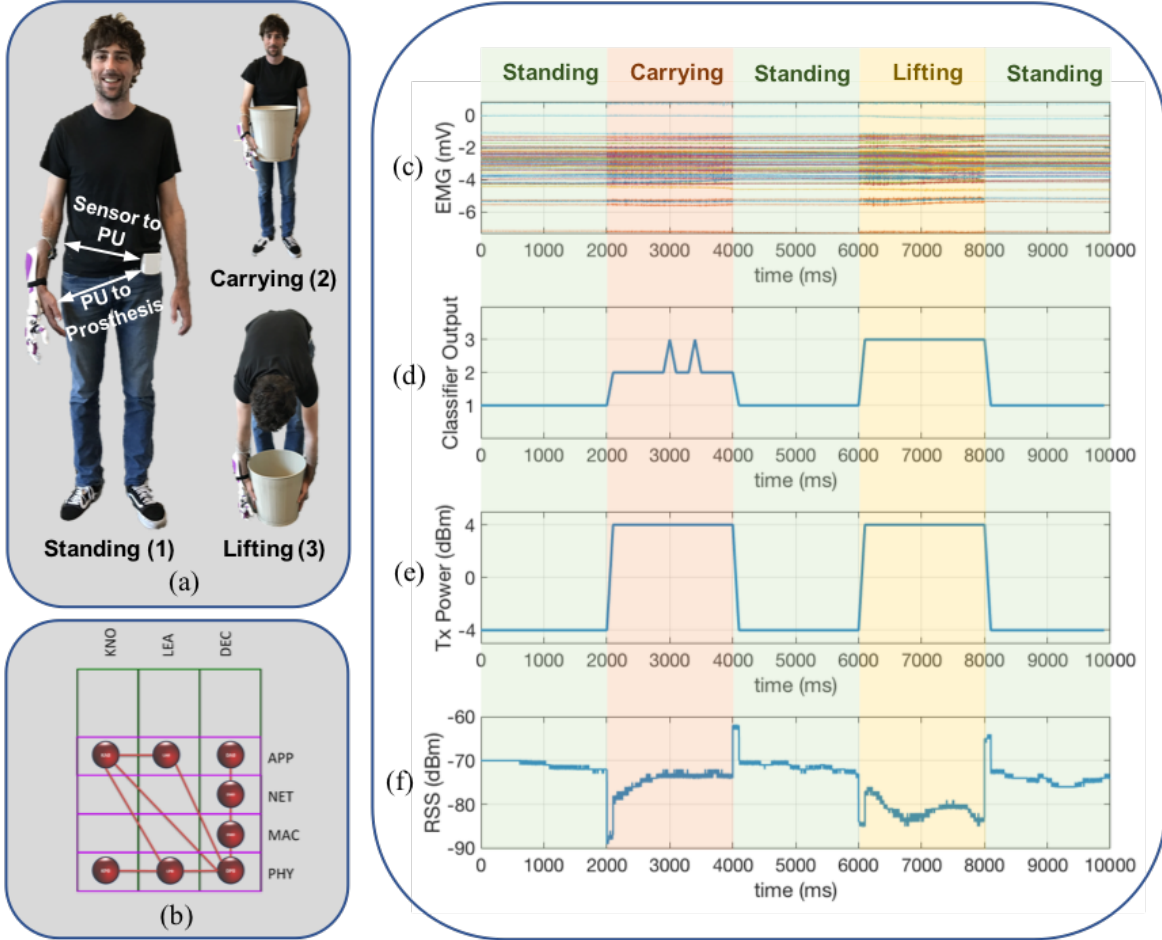 Sensor to
PU
PU to
Prosthesis
Carrying (2)
Standing (1)
Lifting (3)
(a)
KNO
LEA
DEC
APP
NET
MAC
PHY
(b)
Standing
Carrying
Standing
Lifting
Standing
(c)
EMG (mV)
0
-2
-4
-6
0 1000 2000 3000 4000 5000 6000 7000 8000 9000 10000
time (ms)
(d)
Classifier Output
3
2
1
0 1000 2000 3000 4000 5000 6000 7000 8000 9000 10000
time (ms)
(e)
Tx Power (dBm)
4
0
-4
0 1000 2000 3000 4000 5000 6000 7000 8000 9000 10000
time (ms)
(f)
RSS (dBm)
-60
-70
-80
-90
0 1000 2000 3000 4000 5000 6000 7000 8000 9000 10000
time (ms)